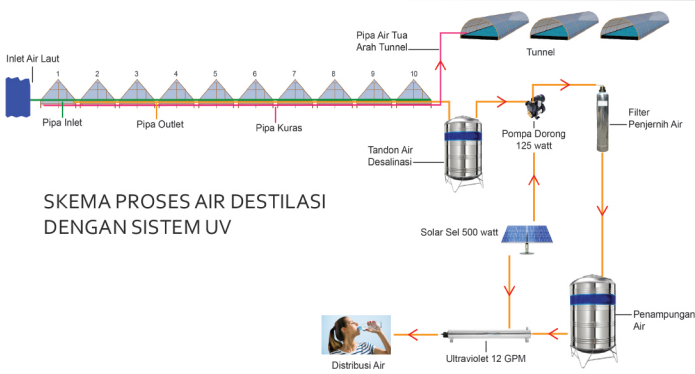 Pipa Air Tua
Arah Tunnel
Tunnel
Inlet Air Laut
1 2 3 4 5 6 7 8 9 10
Pipa Inlet
Pipa Outlet
Pipa Kuras
Tandon Air
Desalinasi
Pompa Dorong
125 watt
Filter
Penjernih Air
SKEMA PROSES AIR DESTILASI
DENGAN SISTEM UV
Solar Sel 500 watt
Penampungan
Air
Ultraviolet 12 GPM
Distribusi Air